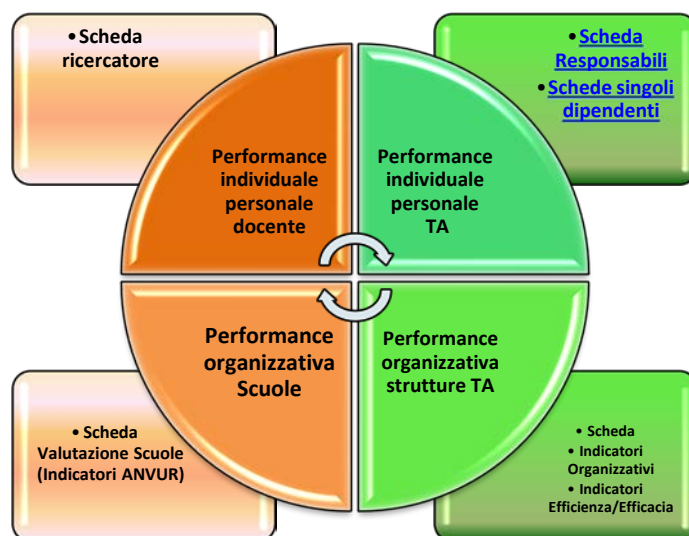 • Scheda
ricercatore
• Scheda
Responsabili
• Schede singoli
dipendenti
Performance
individuale
personale
docente
Performance
individuale
personale
TA
Performance
organizzativa
Scuole
Performance
organizzativa
strutture TA
• Scheda
Valutazione Scuole
(Indicatori ANVUR)
• Scheda
• Indicatori
Organizzativi
• Indicatori
Efficienza/Efficacia